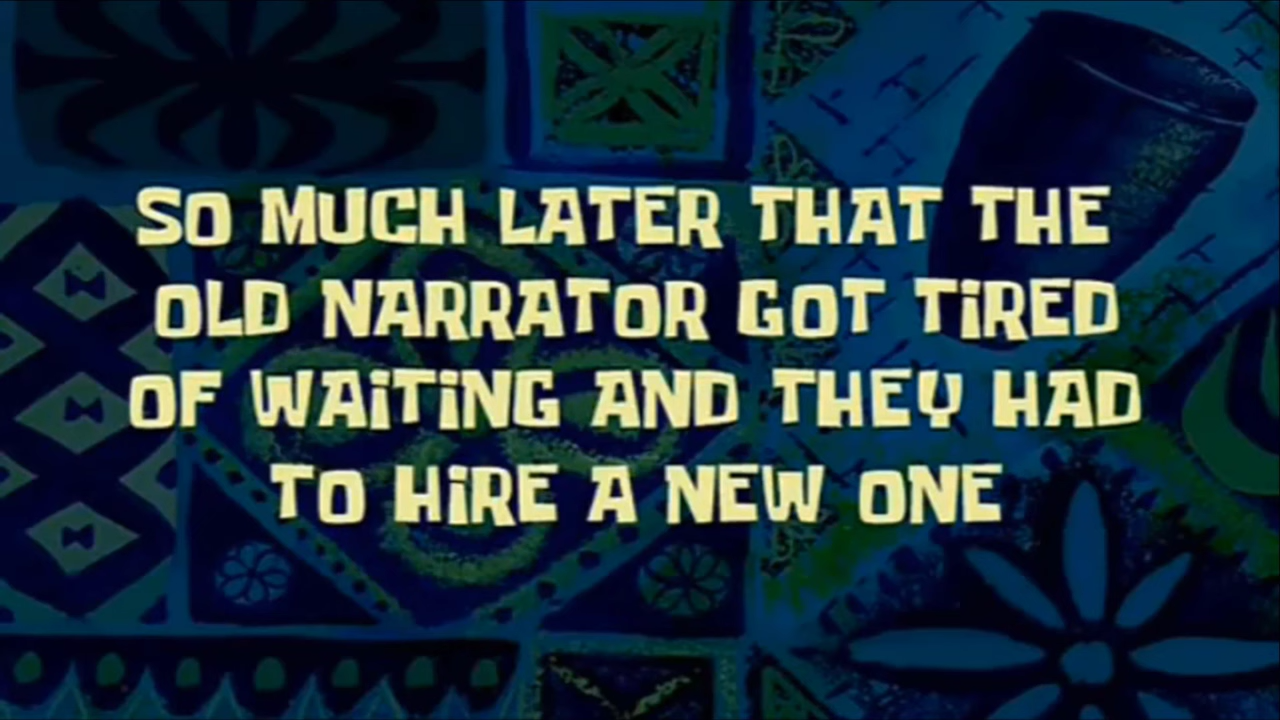 SO MUCH LATER THAT THE
OLD NARRATOR GOT TiRED
OF WAiTiNG AND THEY HAD
TO HiRE A NEW ONE